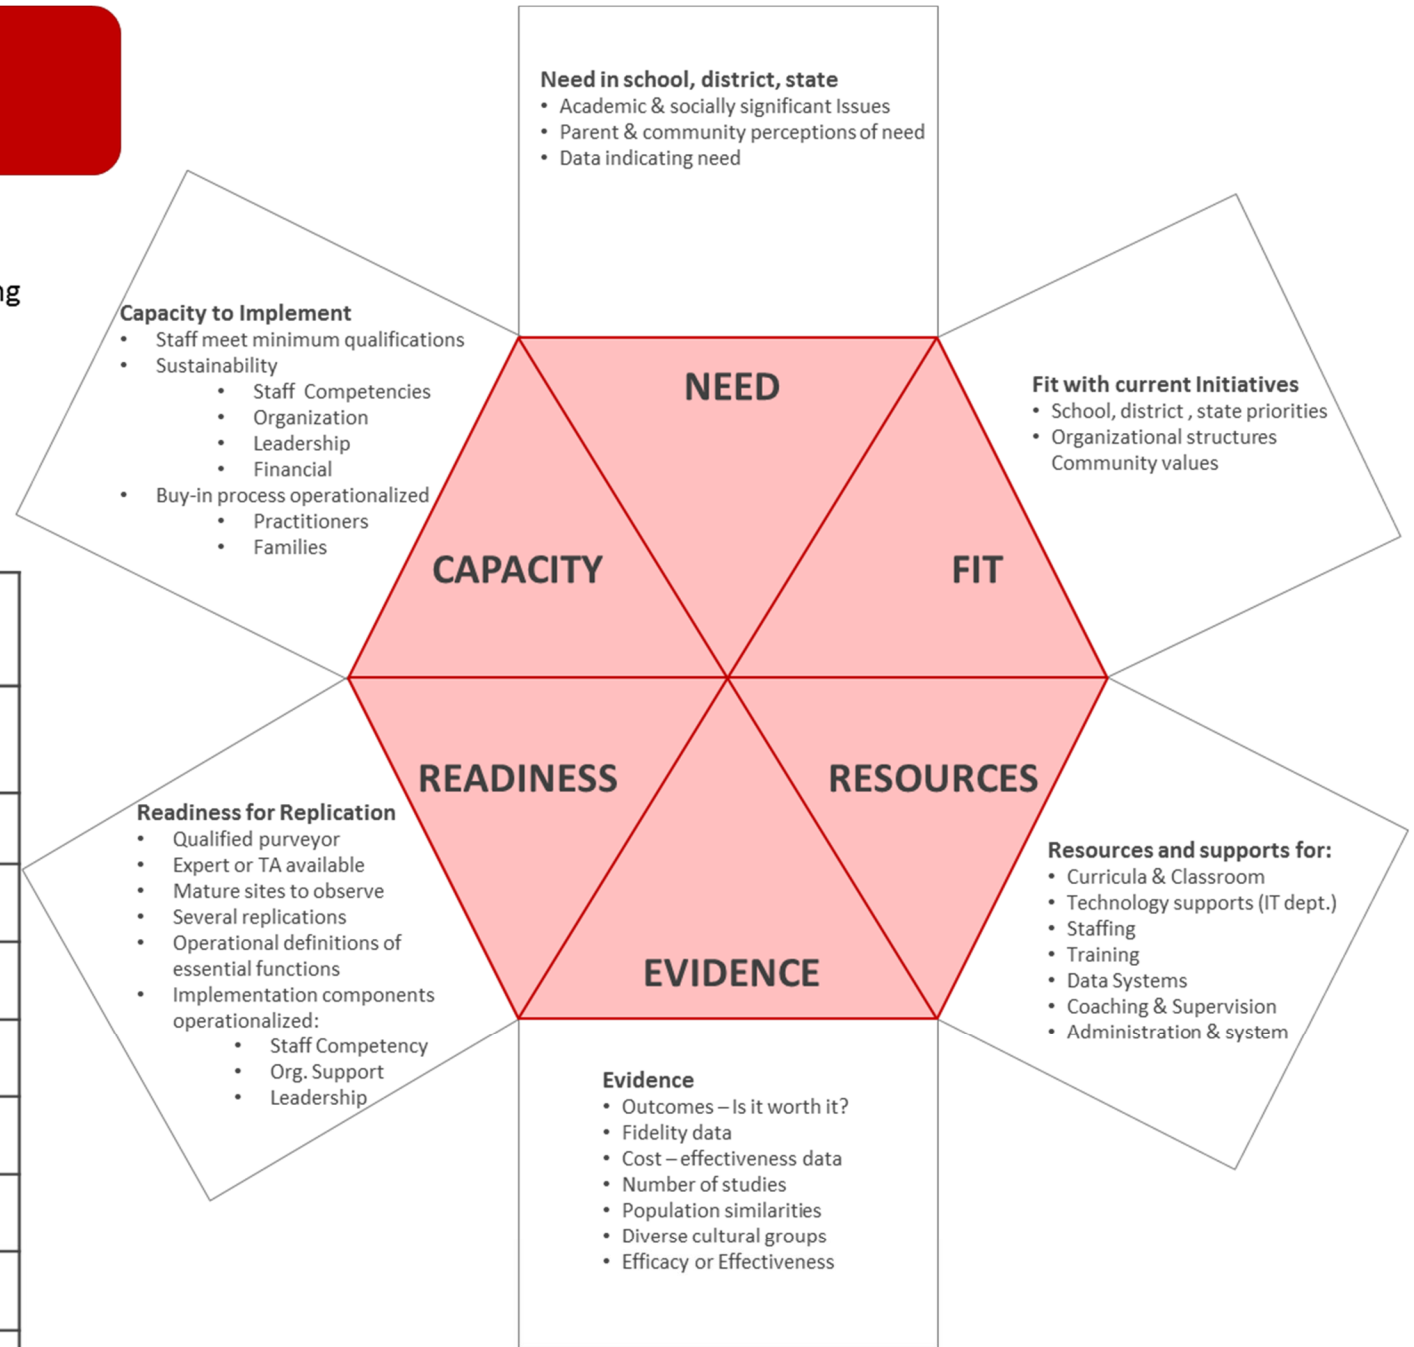 Need in school, district, state
• Academic & socially significant Issues
• Parent & community perceptions of need
• Data indicating need
ng
Capacity to Implement
• Staff meet minimum qualifications
• Sustainability
• Staff Competencies
• Organization
• Leadership
• Financial
• Buy-in process operationalized
• Practitioners
• Families
NEED
Fit with current Initiatives
• School, district , state priorities
• Organizational structures
Community values
CAPACITY
FIT
READINESS
RESOURCES
EVIDENCE
Readiness for Replication
• Qualified purveyor
• Expert or TA available
• Mature sites to observe
• Several replications
• Operational definitions of
essential functions
• Implementation components
operationalized:
• Staff Competency
• Org. Support
• Leadership
Resources and supports for:
• Curricula & Classroom
• Technology supports (IT dept.)
• Staffing
• Training
• Data Systems
• Coaching & Supervision
• Administration & system
Evidence
• Outcomes – Is it worth it?
• Fidelity data
• Cost – effectiveness data
• Number of studies
• Population similarities
• Diverse cultural groups
• Efficacy or Effectiveness